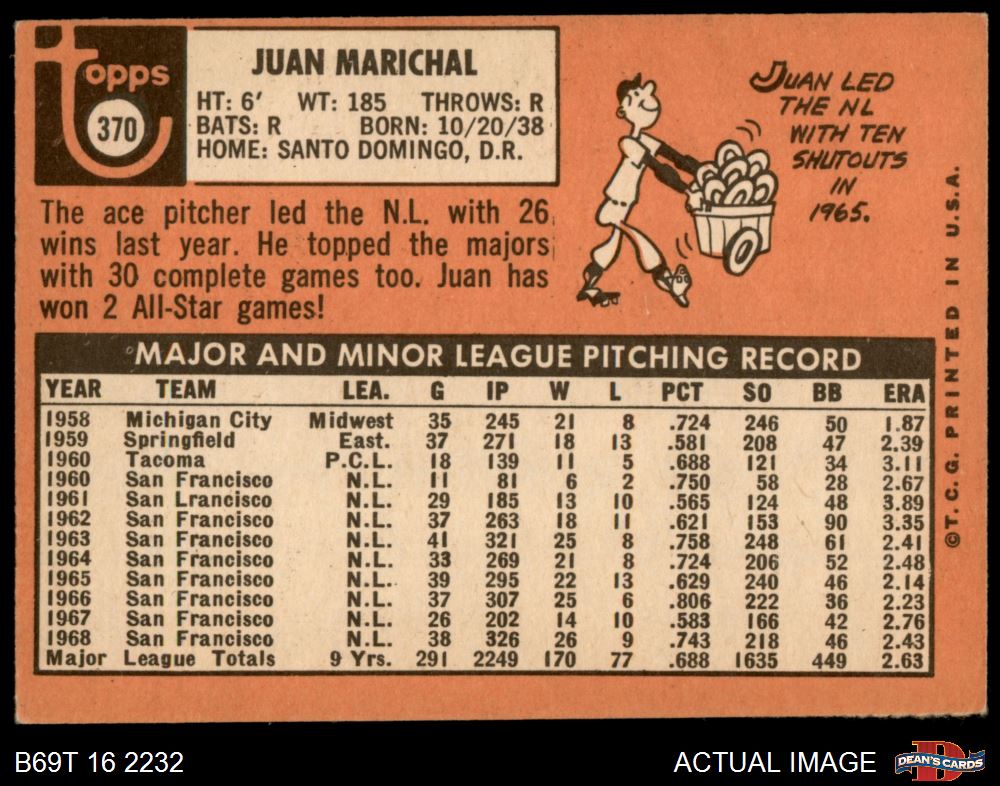 Topps
370
JUAN MARICHAL
HT: 6' WT: 185 THROWS: R
BATS: R BORN: 10/20/38
HOME: SANTO DOMINGO, D.R.
The ace pitcher led the N.L. with 26
wins last year. He topped the majors
with 30 complete games too. Juan has
won 2 All-Star games!
JUAN LED
THE NL
WITH TEN
SHUTOUTS
IN
1965.
MAJOR AND MINOR LEAGUE PITCHING RECORD
YEAR TEAM LEA. G IP W L PCT SO BB ERA
1958 Michigan City Midwest 35 245 21 8 .724 246 50 1.87
1959 Springfield East. 37 271 18 13 .581 208 47 2.39
1960 Tacoma P.C.L. 18 139 11 5 .688 121 34 3.11
1960 San Francisco N.L. 11 81 6 2 .750 58 28 2.67
1961 San Lrancisco N.L. 29 185 13 10 .565 124 48 3.89
1962 San Francisco N.L. 37 263 18 11 .621 153 90 3.35
1963 San Francisco N.L. 41 321 25 8 .758 248 61 2.41
1964 San Francisco N.L. 33 269 21 8 .724 206 52 2.48
1965 San Francisco N.L. 39 295 22 13 .629 240 46 2.14
1966 San Francisco N.L. 37 307 25 6 .806 222 36 2.23
1967 San Francisco N.L. 26 202 14 10 .583 166 42 2.76
1968 San Francisco N.L. 38 326 26 9 .743 218 46 2.43
Major League Totals 9 Yrs. 291 2249 170 77 .688 1635 449 2.63
©T.C.G. PRINTED IN U.S.A.
B69T 16 2232
ACTUAL IMAGE
DEAN'S CARDS